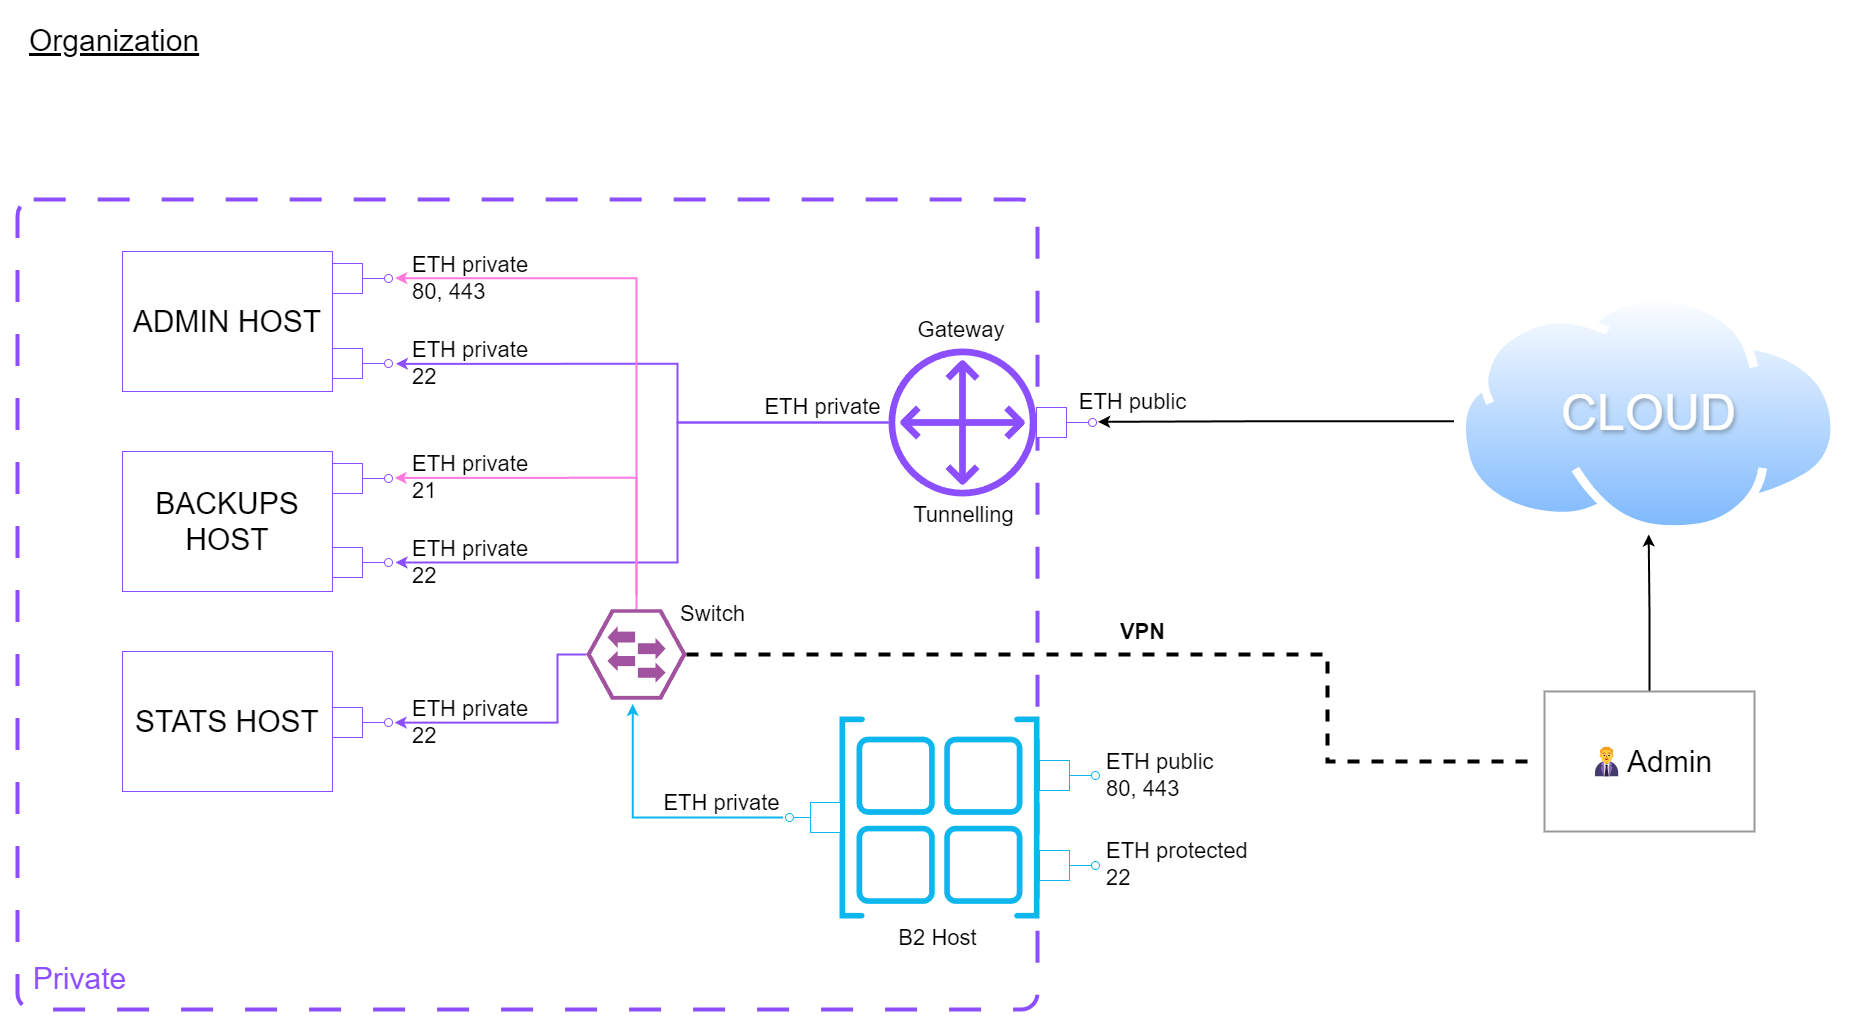 Organization
ETH private
80, 443
ADMIN HOST
ETH private
22
Gateway
ETH private
ETH public
CLOUD
ETH private
21
BACKUPS
HOST
Tunnelling
ETH private
22
Switch
VPN
ETH private
22
STATS HOST
Admin
ETH public
80, 443
ETH private
ETH protected
22
B2 Host
Private